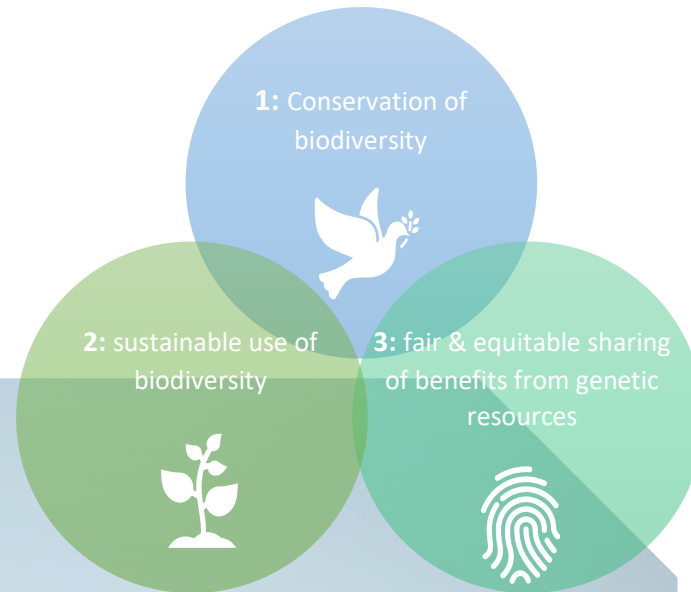 1: Conservation of
biodiversity
2: sustainable use of
biodiversity
3: fair & equitable sharing
of benefits from genetic
resources